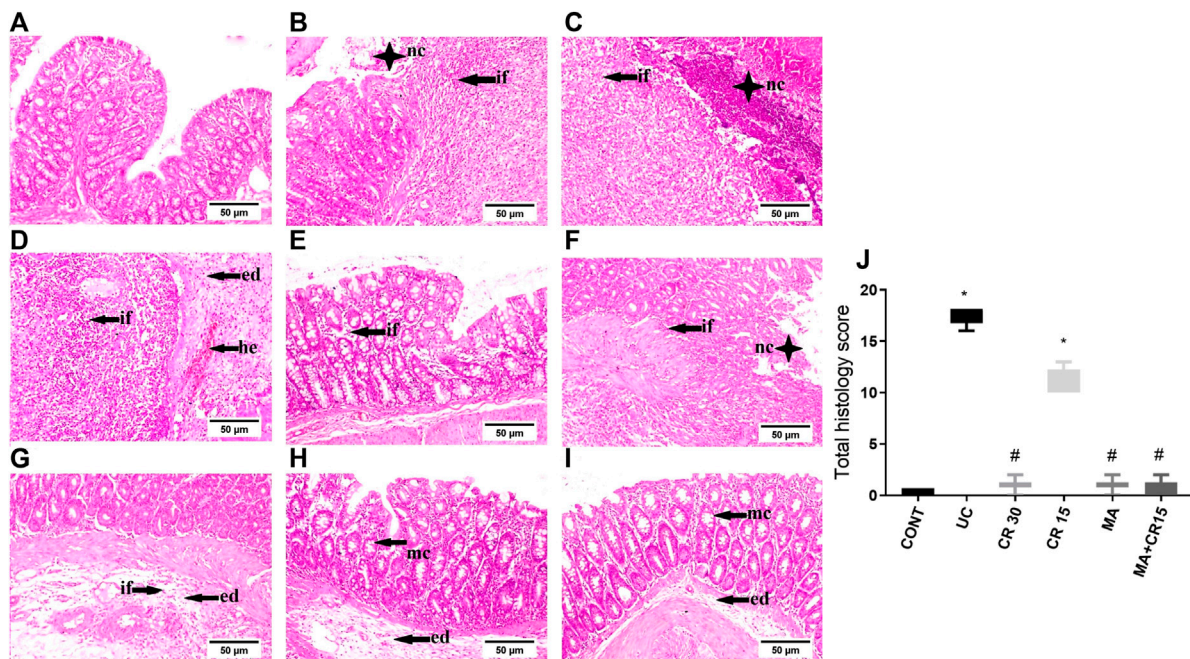 A
B
C
nc
if
if
nc
50 µm
50 µm
50 µm
D
E
F
ed
if
he
if
if
nc
50 µm
50 µm
50 µm
G
H
I
if
ed
mc
ed
mc
ed
50 µm
50 µm
50 µm
J
Total histology score
20
15
10
5
0
*
*
#
#
#
CONT
UC
CR 30
CR 15
MA
MA+CR15